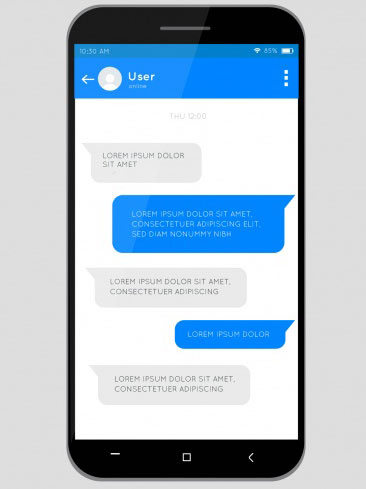 10:30 AM
85%
User
online
THU 12:00
LOREM IPSUM DOLOR
SIT AMET
LOREM IPSUM DOLOR SIT AMET,
CONSECTETUER ADIPISCING ELIT,
SED DIAM NONUMMY NIBH
LOREM IPSUM DOLOR SIT AMET,
CONSECTETUER ADIPISCING
LOREM IPSUM DOLOR
LOREM IPSUM DOLOR SIT AMET,
CONSECTETUER ADIPISCING